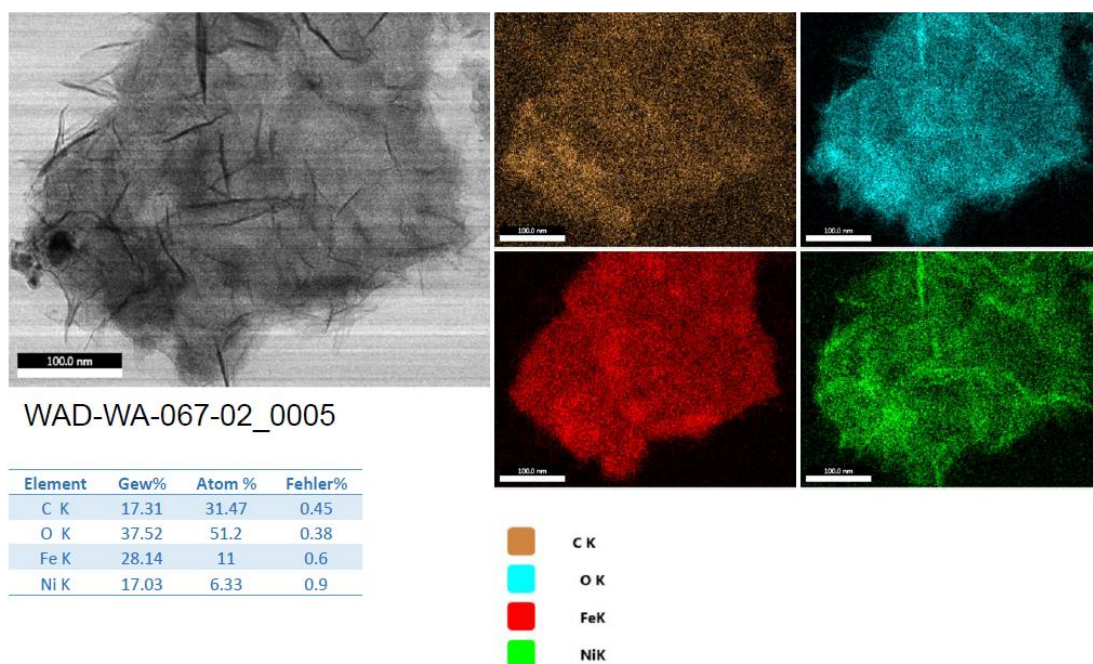 100.0 nm
100.0 nm
100.0 nm
100.0 nm
100.0 nm
WAD-WA-067-02_0005
Element Gew% Atom % Fehler%
C K 17.31 31.47 0.45
O K 37.52 51.2 0.38
Fe K 28.14 11 0.6
Ni K 17.03 6.33 0.9
C K
O K
FeK
NiK